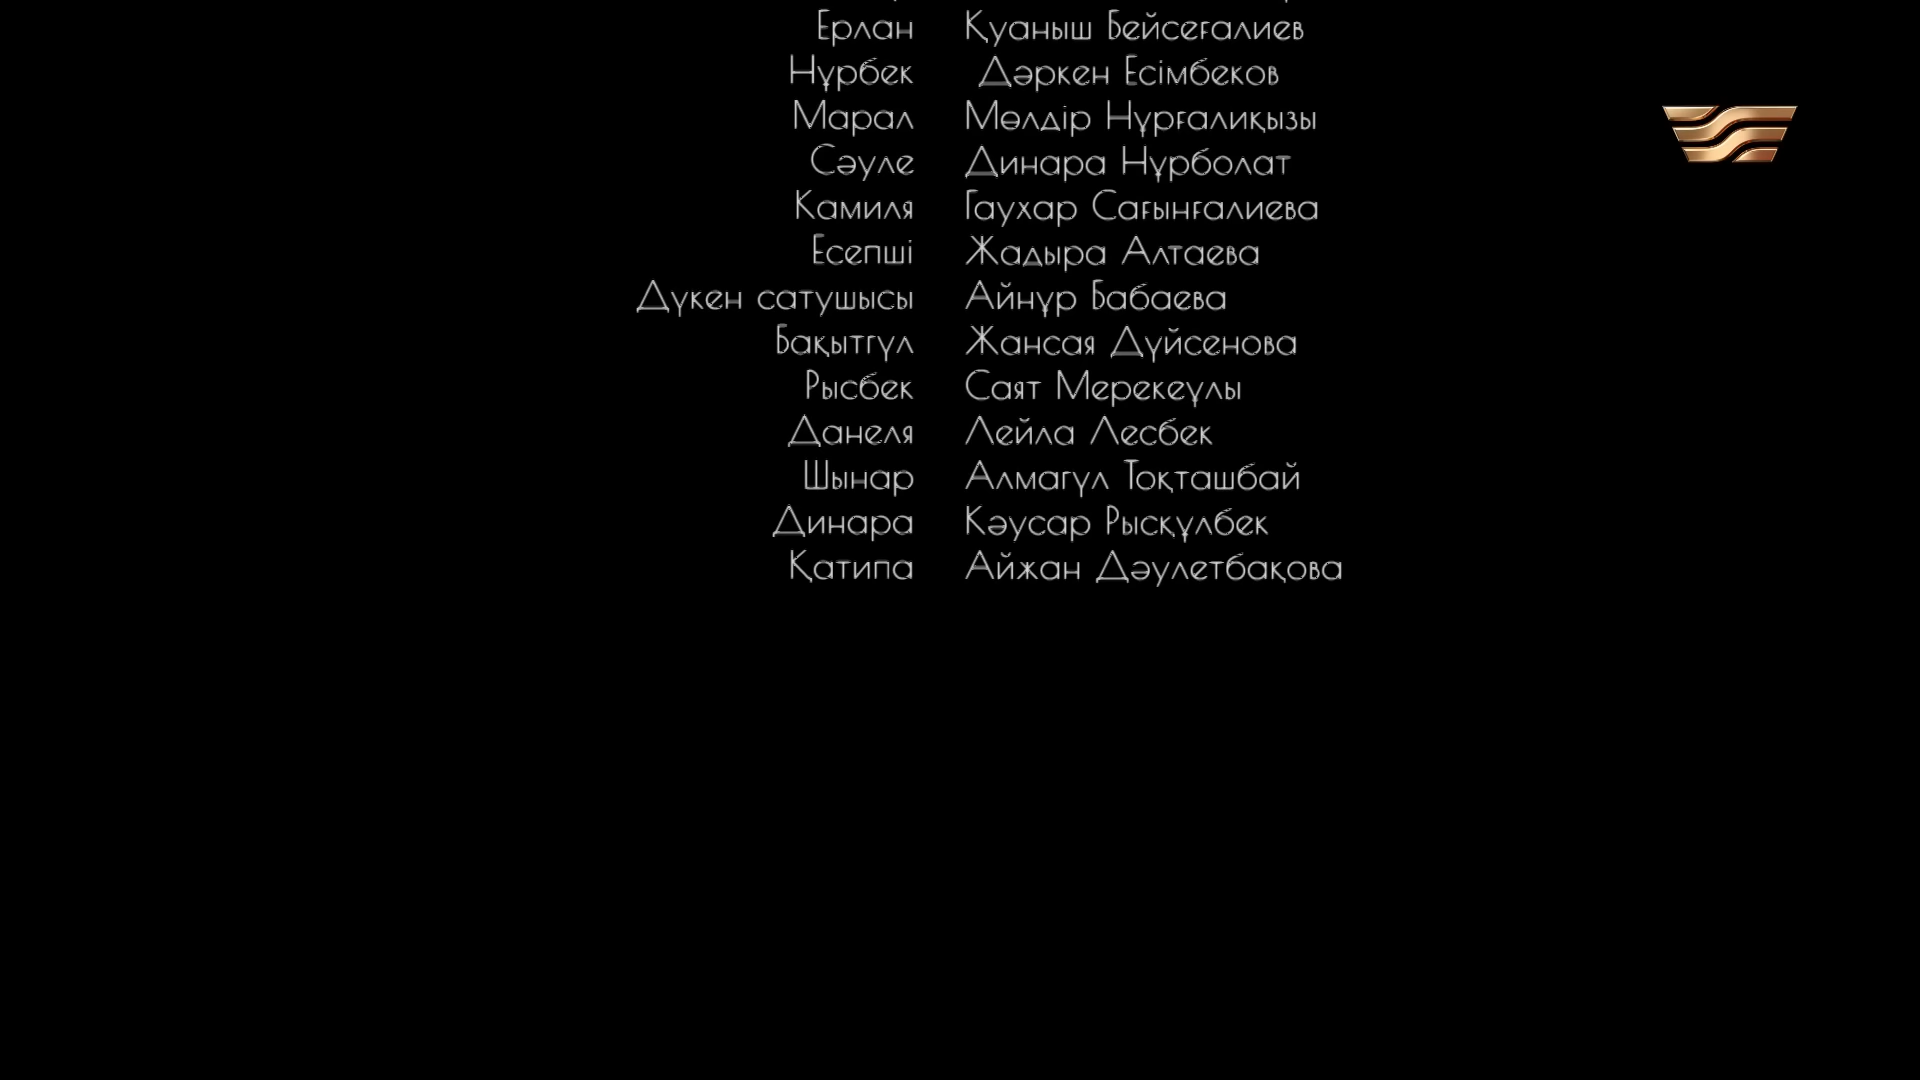 Ерлан Қуаныш Бейсеғалиев
Нұрбек Дәркен Есімбеков
Марал Мөлдір Нұрғалиқызы
Сәуле Динара Нұрболат
Камиля Гаухар Сағынғалиева
Есепші Жадыра Алтаева
Дүкен сатушысы Айнұр Бабаева
Бақытгүл Жансая Дүйсенова
Рысбек Саят Мерекеұлы
Данеля Лейла Лесбек
Шынар Алмагүл Тоқташбай
Динара Кәусар Рысқұлбек
Қатипа Айжан Дәулетбақова